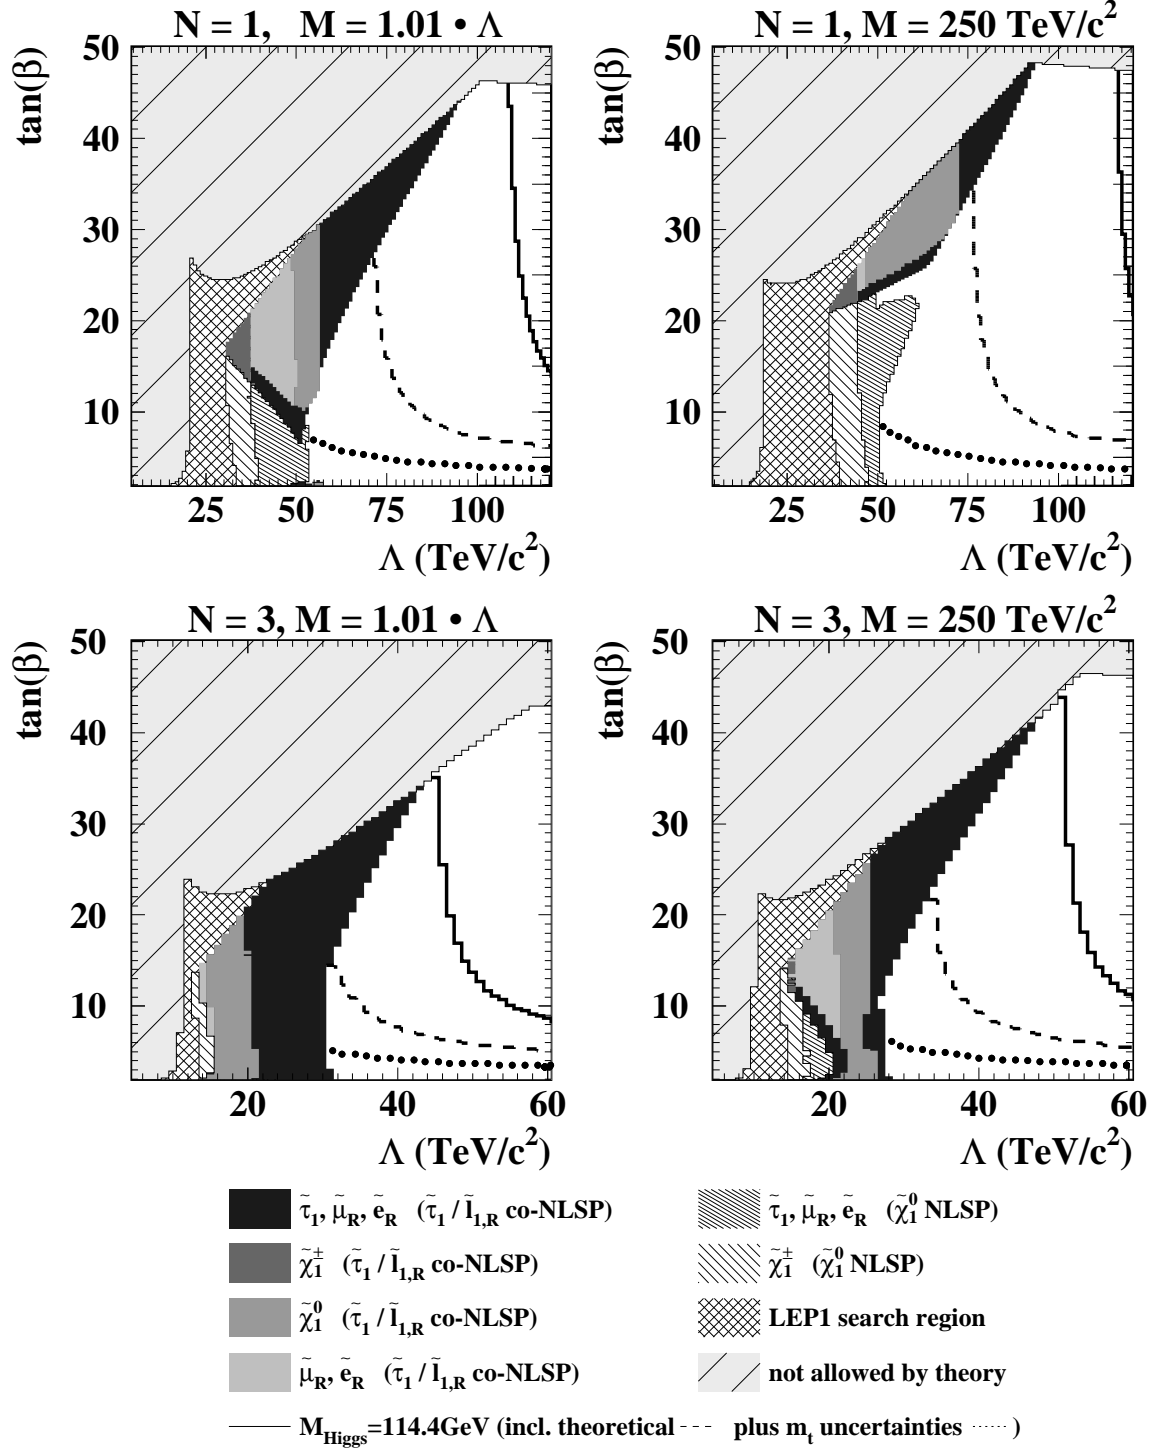 N = 1, M = 1.01 • Λ
N = 1, M = 250 TeV/c²
tan(β)
50
40
30
20
10
25 50 75 100
Λ (TeV/c²)
tan(β)
50
40
30
20
10
25 50 75 100
Λ (TeV/c²)
N = 3, M = 1.01 • Λ
N = 3, M = 250 TeV/c²
tan(β)
50
40
30
20
10
20 40 60
Λ (TeV/c²)
tan(β)
50
40
30
20
10
20 40 60
Λ (TeV/c²)
τ̃₁, μ̃_R, ẽ_R (τ̃₁ / l̃₁,R co-NLSP)
χ̃₁± (τ̃₁ / l̃₁,R co-NLSP)
χ̃₁⁰ (τ̃₁ / l̃₁,R co-NLSP)
μ̃_R, ẽ_R (τ̃₁ / l̃₁,R co-NLSP)
τ̃₁, μ̃_R, ẽ_R (χ̃₁⁰ NLSP)
χ̃₁± (χ̃₁⁰ NLSP)
LEP1 search region
not allowed by theory
M_Higgs=114.4GeV (incl. theoretical --- plus m_t uncertainties ...... )